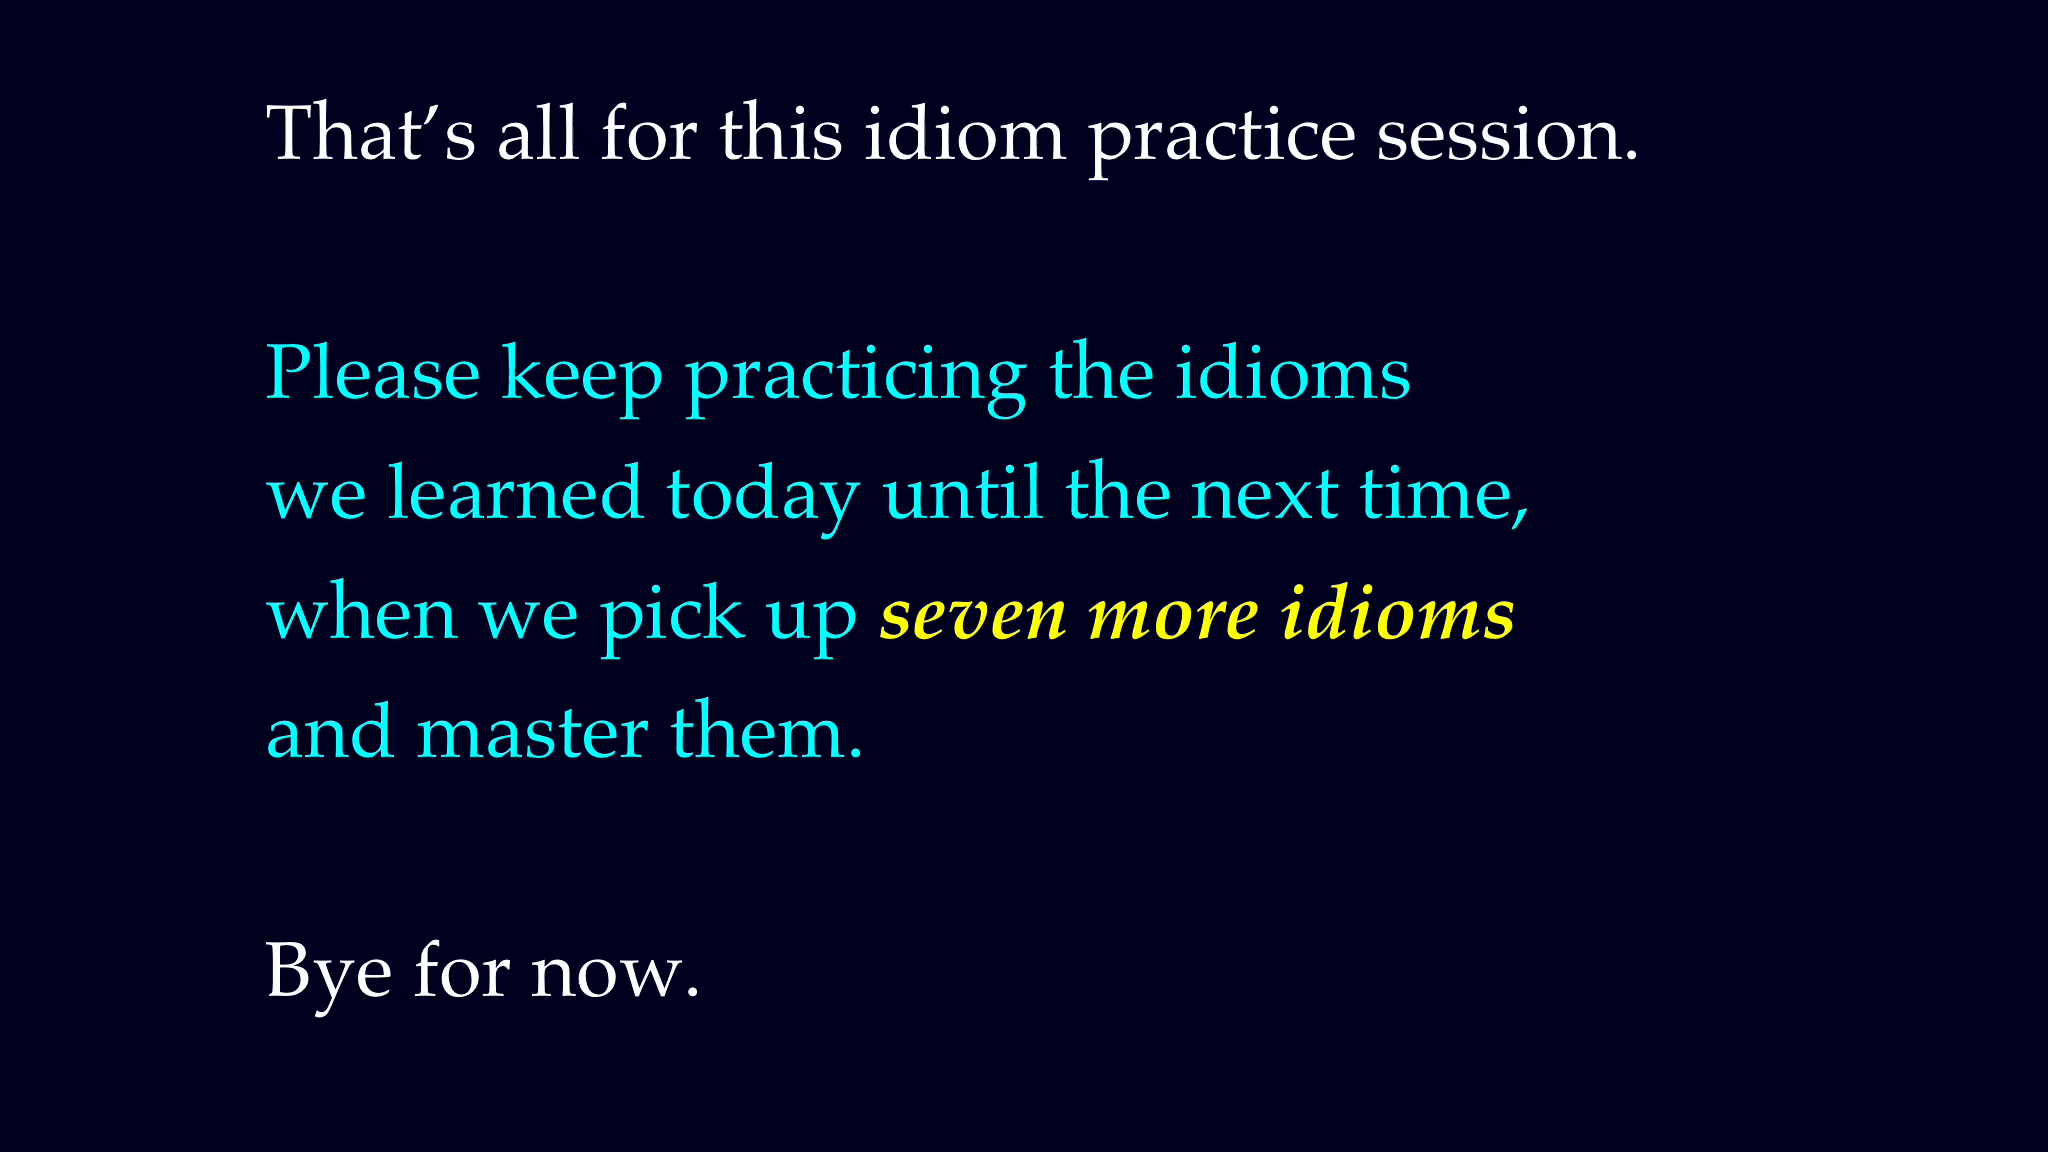 That’s all for this idiom practice session.
Please keep practicing the idioms
we learned today until the next time,
when we pick up seven more idioms
and master them.
Bye for now.